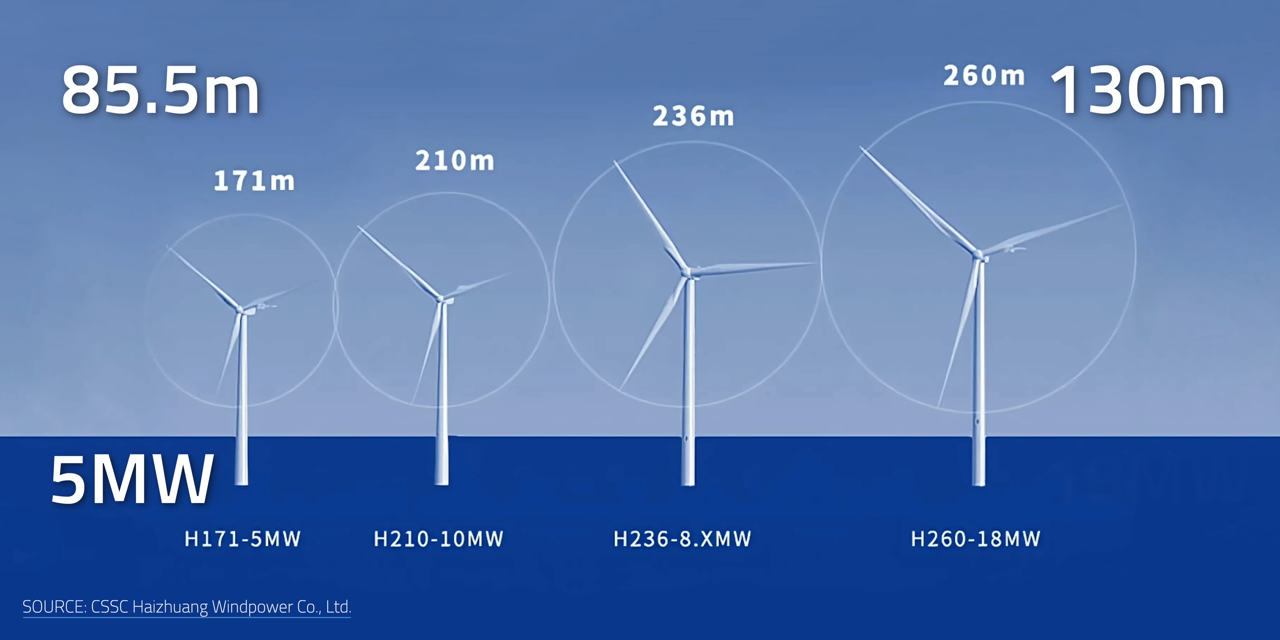 85.5m
130m
171m
210m
236m
260m
5MW
H171-5MW
H210-10MW
H236-8.XMW
H260-18MW
SOURCE: CSSC Haizhuang Windpower Co., Ltd.